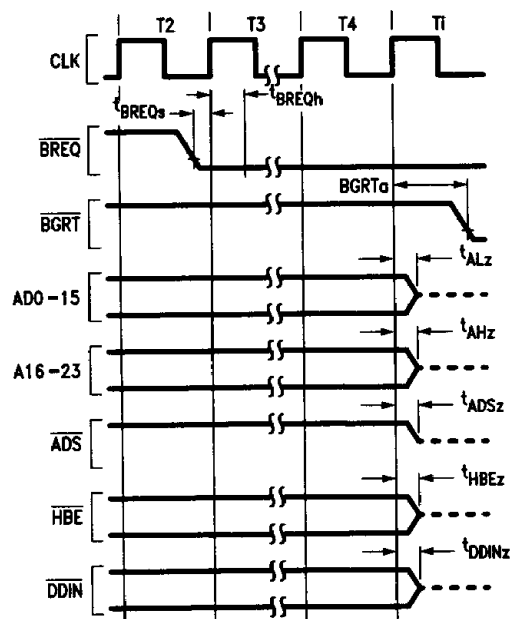 T2 T3 T4 Ti
CLK
tBREQs tBREQh
BREQ
BGRTa
BGRT
tALz
AD0-15
tAHz
A16-23
tADSz
ADS
tHBEz
HBE
tDDINz
DDIN